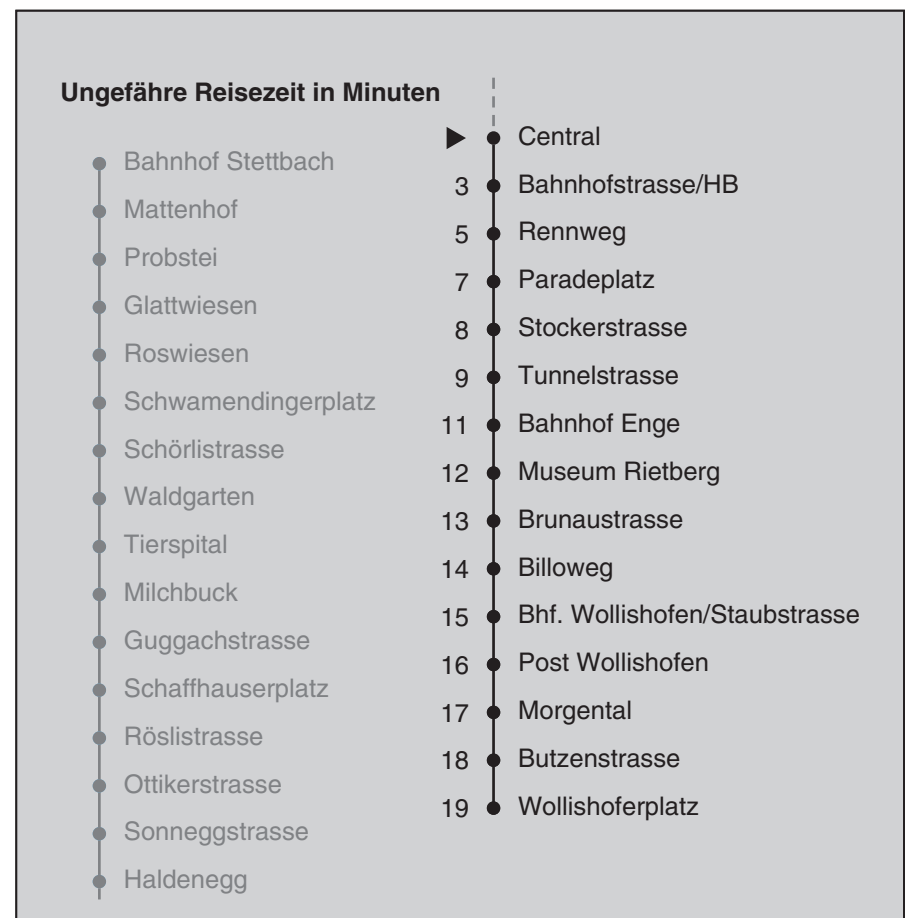 Ungefähre Reisezeit in Minuten
Bahnhof Stettbach
Mattenhof
Probstei
Glattwiesen
Roswiesen
Schwamendingerplatz
Schörlistrasse
Waldgarten
Tierspital
Milchbuck
Guggachstrasse
Schaffhauserplatz
Röslistrasse
Ottikerstrasse
Sonneggstrasse
Haldenegg
Central
3 Bahnhofstrasse/HB
5 Rennweg
7 Paradeplatz
8 Stockerstrasse
9 Tunnelstrasse
11 Bahnhof Enge
12 Museum Rietberg
13 Brunaustrasse
14 Billoweg
15 Bhf. Wollishofen/Staubstrasse
16 Post Wollishofen
17 Morgental
18 Butzenstrasse
19 Wollishoferplatz